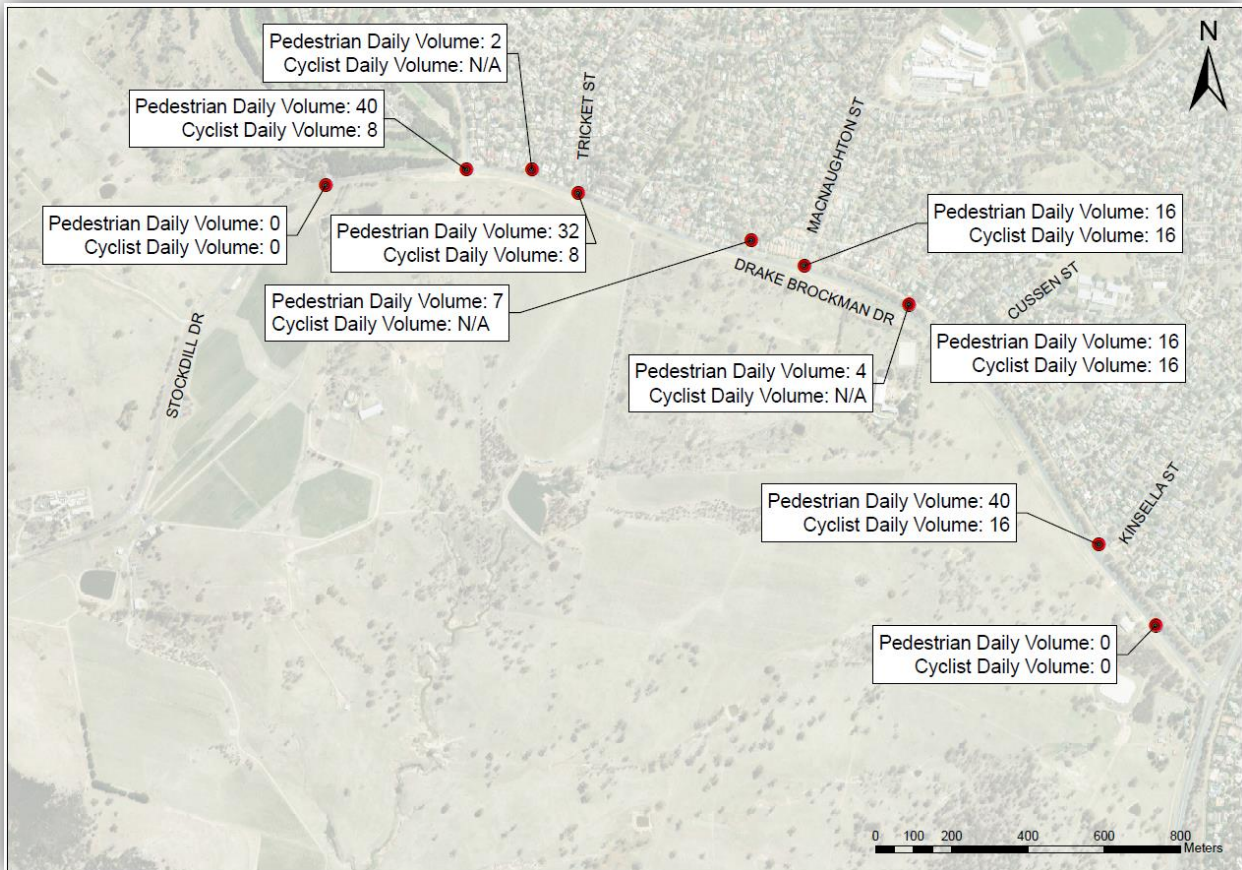 N
Pedestrian Daily Volume: 2
Cyclist Daily Volume: N/A
Pedestrian Daily Volume: 40
Cyclist Daily Volume: 8
TRICKET ST
MACNAUGHTON ST
Pedestrian Daily Volume: 0
Cyclist Daily Volume: 0
Pedestrian Daily Volume: 32
Cyclist Daily Volume: 8
Pedestrian Daily Volume: 16
Cyclist Daily Volume: 16
Pedestrian Daily Volume: 7
Cyclist Daily Volume: N/A
DRAKE BROCKMAN DR
CUSSEN ST
STOCKDILL DR
Pedestrian Daily Volume: 4
Cyclist Daily Volume: N/A
Pedestrian Daily Volume: 16
Cyclist Daily Volume: 16
Pedestrian Daily Volume: 40
Cyclist Daily Volume: 16
KINSELLA ST
Pedestrian Daily Volume: 0
Cyclist Daily Volume: 0
0 100 200 400 600 800
Meters